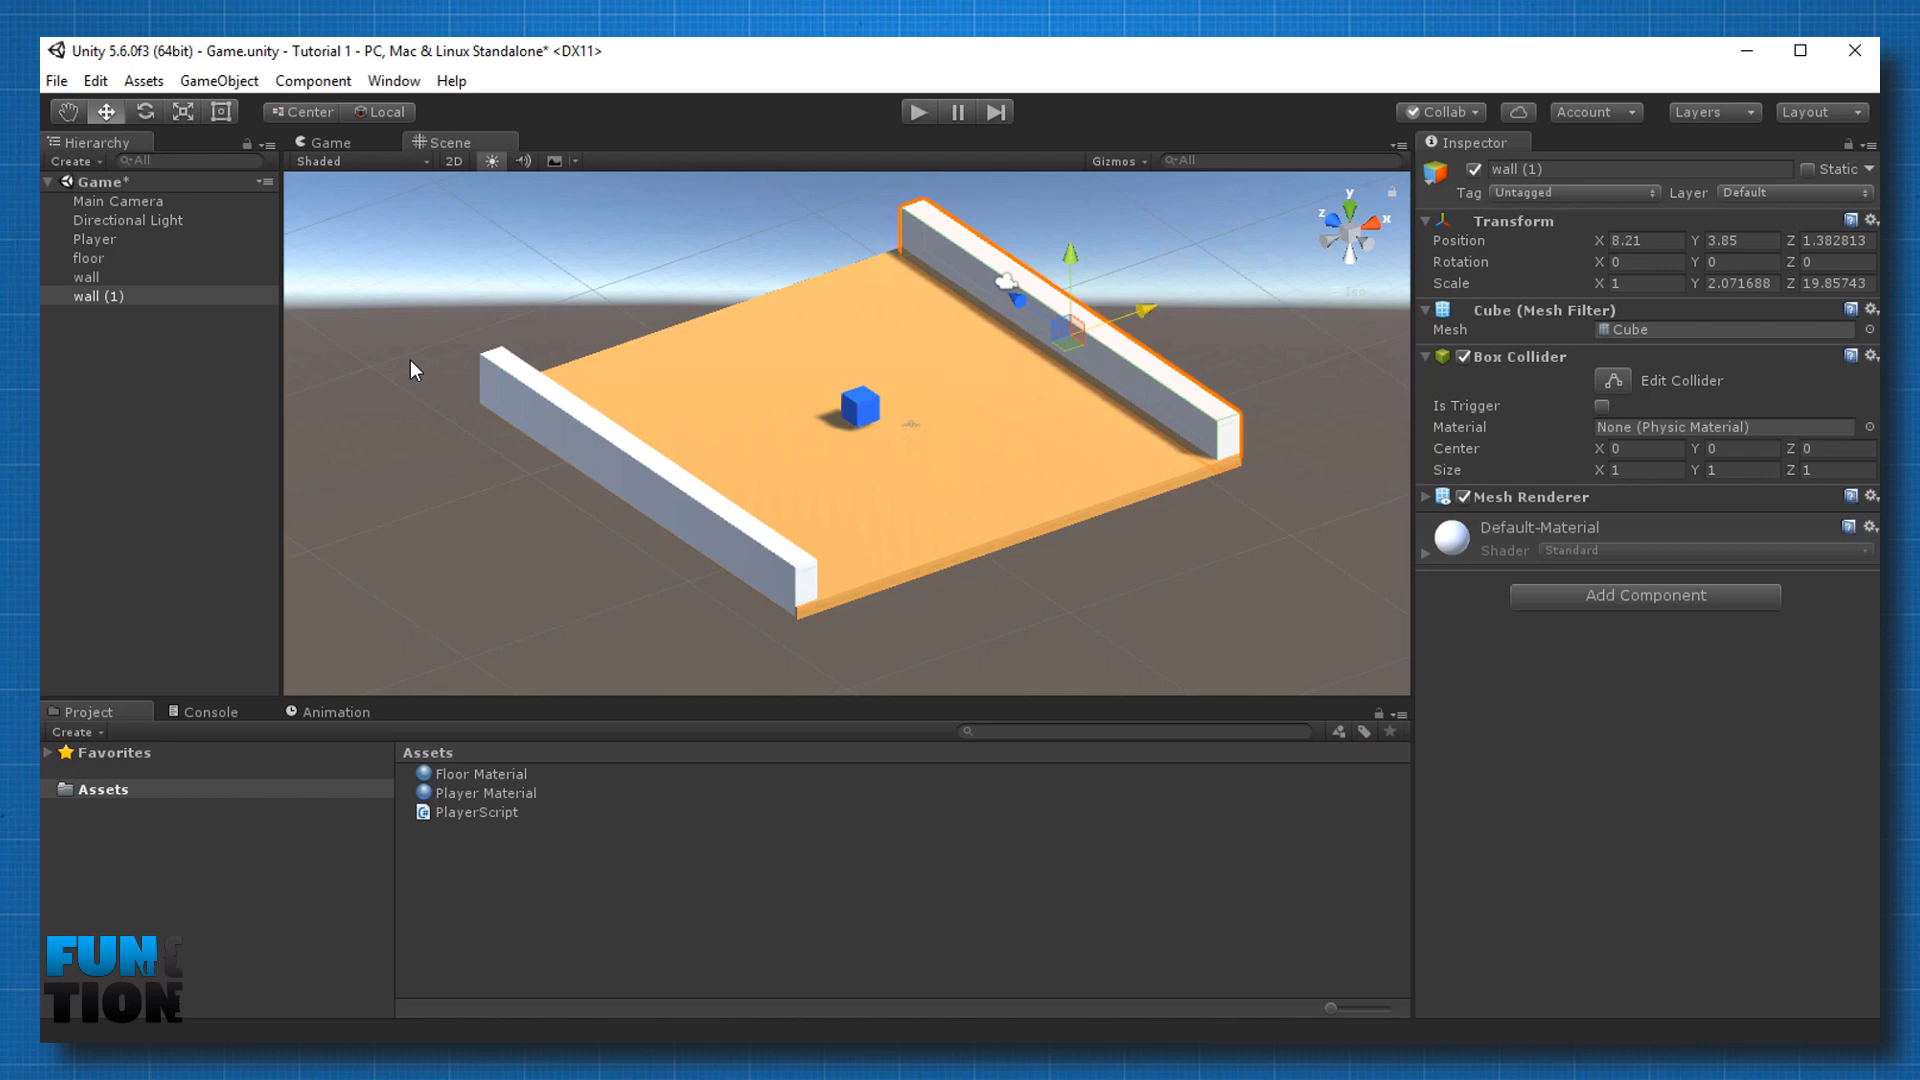 Unity 5.6.0f3 (64bit) - Game.unity - Tutorial 1 - PC, Mac & Linux Standalone* <DX11>
File Edit Assets GameObject Component Window Help
Center Local Collab Account Layers Layout
Hierarchy
Create All
Game*
Main Camera
Directional Light
Player
floor
wall
wall (1)
Game Scene
Shaded 2D Gizmos All
y
z x
Iso
Inspector
wall (1) Static
Tag Untagged Layer Default
Transform
Position X 8.21 Y 3.85 Z 1.382813
Rotation X 0 Y 0 Z 0
Scale X 1 Y 2.071688 Z 19.85743
Cube (Mesh Filter)
Mesh Cube
Box Collider
Edit Collider
Is Trigger
Material None (Physic Material)
Center X 0 Y 0 Z 0
Size X 1 Y 1 Z 1
Mesh Renderer
Default-Material
Shader Standard
Add Component
Project Console Animation
Create
Favorites
Assets
Assets
Floor Material
Player Material
PlayerScript
FUN
TION